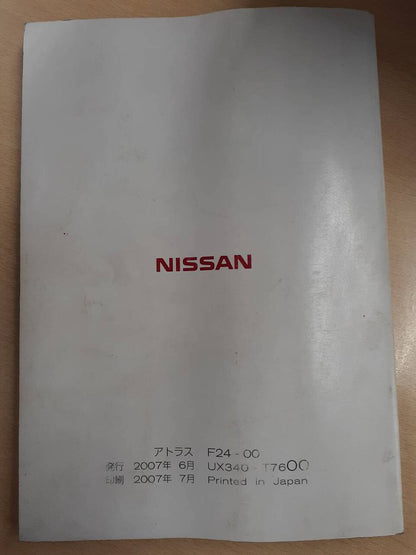 NISSAN
アトラス F24-00
発行 2007年 6月 UX340-T7600
印刷 2007年 7月 Printed in Japan